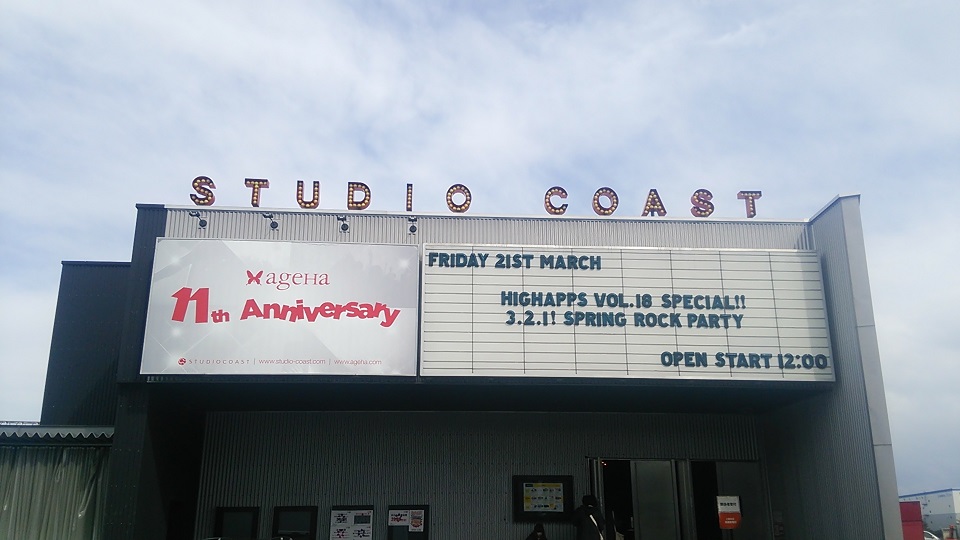 STUDIO COAST
ageHa
11th Anniversary
STUDIOCOAST | www.studio-coast.com | www.ageha.com
FRIDAY 21ST MARCH
HIGHAPPS VOL.18 SPECIAL!!
3.2.1! SPRING ROCK PARTY
OPEN START 12:00